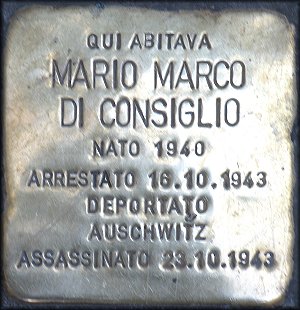 QUI ABITAVA
MARIO MARCO
DI CONSIGLIO
NATO 1940
ARRESTATO 16.10.1943
DEPORTATO
AUSCHWITZ
ASSASSINATO 23.10.1943